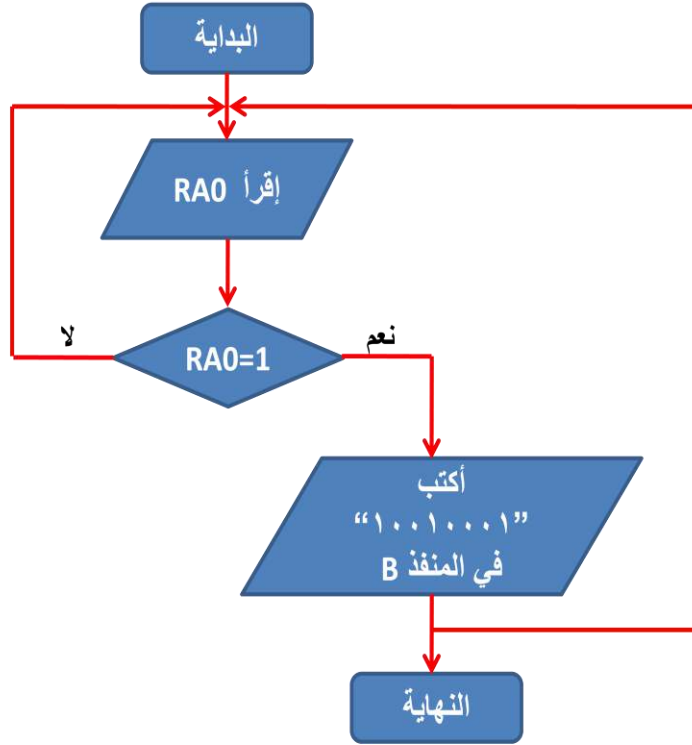 البداية
إقرأ RA0
RA0=1
لا
نعم
أكتب
“١٠٠١٠٠٠١”
في المنفذ B
النهاية